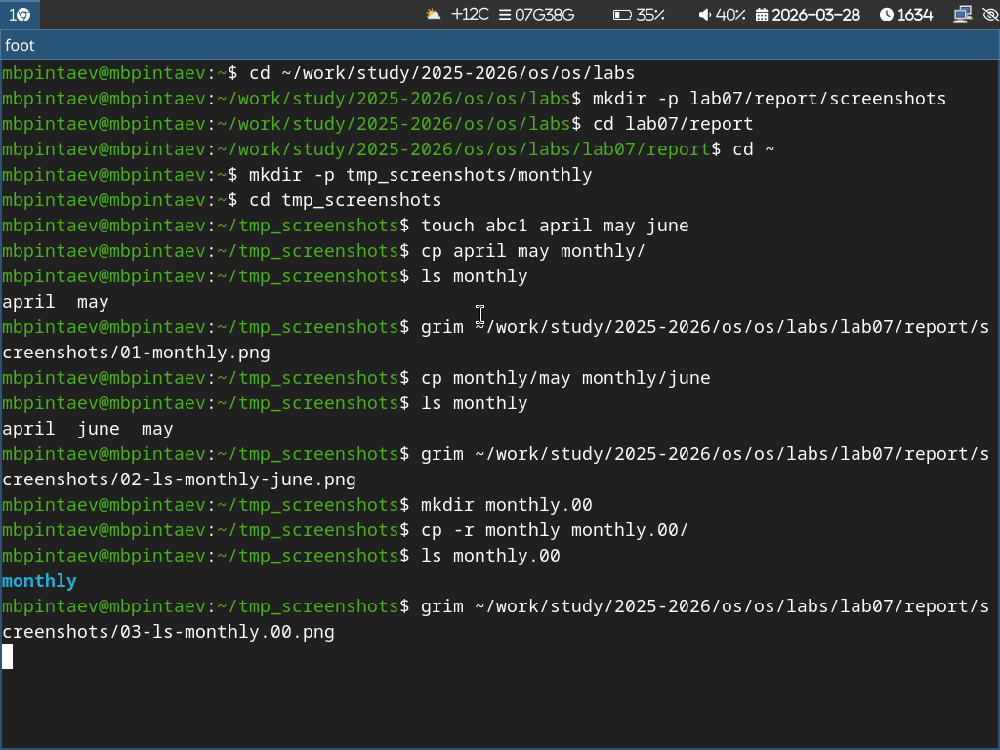 1
+12C 07G38G 35% 40% 2026-03-28 1634
foot
mbpintaev@mbpintaev:~$ cd ~/work/study/2025-2026/os/os/labs
mbpintaev@mbpintaev:~/work/study/2025-2026/os/os/labs$ mkdir -p lab07/report/screenshots
mbpintaev@mbpintaev:~/work/study/2025-2026/os/os/labs$ cd lab07/report
mbpintaev@mbpintaev:~/work/study/2025-2026/os/os/labs/lab07/report$ cd ~
mbpintaev@mbpintaev:~$ mkdir -p tmp_screenshots/monthly
mbpintaev@mbpintaev:~$ cd tmp_screenshots
mbpintaev@mbpintaev:~/tmp_screenshots$ touch abc1 april may june
mbpintaev@mbpintaev:~/tmp_screenshots$ cp april may monthly/
mbpintaev@mbpintaev:~/tmp_screenshots$ ls monthly
april  may
mbpintaev@mbpintaev:~/tmp_screenshots$ grim ~/work/study/2025-2026/os/os/labs/lab07/report/s
creenshots/01-monthly.png
mbpintaev@mbpintaev:~/tmp_screenshots$ cp monthly/may monthly/june
mbpintaev@mbpintaev:~/tmp_screenshots$ ls monthly
april  june  may
mbpintaev@mbpintaev:~/tmp_screenshots$ grim ~/work/study/2025-2026/os/os/labs/lab07/report/s
creenshots/02-ls-monthly-june.png
mbpintaev@mbpintaev:~/tmp_screenshots$ mkdir monthly.00
mbpintaev@mbpintaev:~/tmp_screenshots$ cp -r monthly monthly.00/
mbpintaev@mbpintaev:~/tmp_screenshots$ ls monthly.00
monthly
mbpintaev@mbpintaev:~/tmp_screenshots$ grim ~/work/study/2025-2026/os/os/labs/lab07/report/s
creenshots/03-ls-monthly.00.png